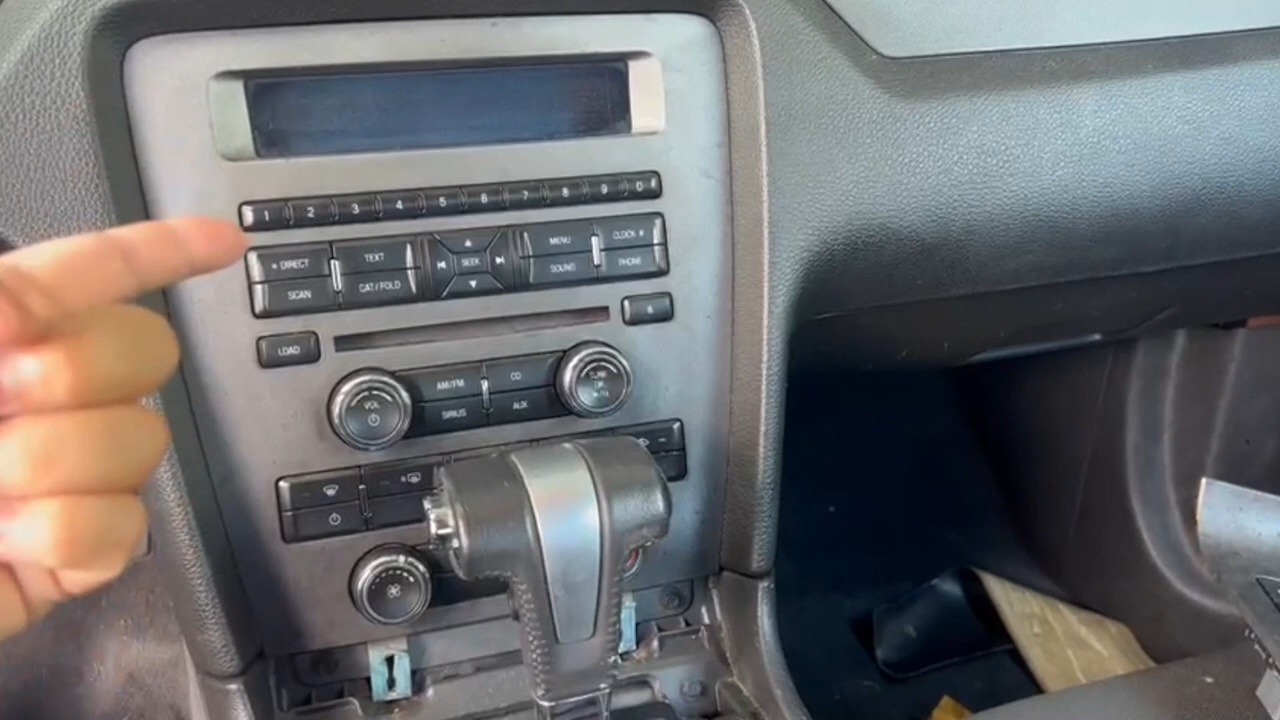 1 2 3 4 5 6 7 8 9 0
* DIRECT TEXT SEEK MENU CLOCK #
SCAN CAT/FOLD SOUND PHONE
LOAD
VOL AM/FM CD
SIRIUS AUX